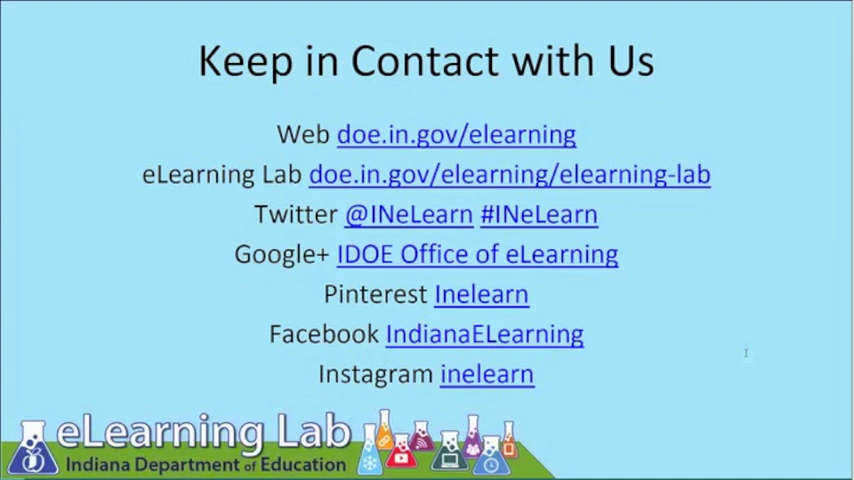 Keep in Contact with Us
Web doe.in.gov/elearning
eLearning Lab doe.in.gov/elearning/elearning-lab
Twitter @INeLearn #INeLearn
Google+ IDOE Office of eLearning
Pinterest Inelearn
Facebook IndianaELearning
Instagram inelearn
eLearning Lab
Indiana Department of Education